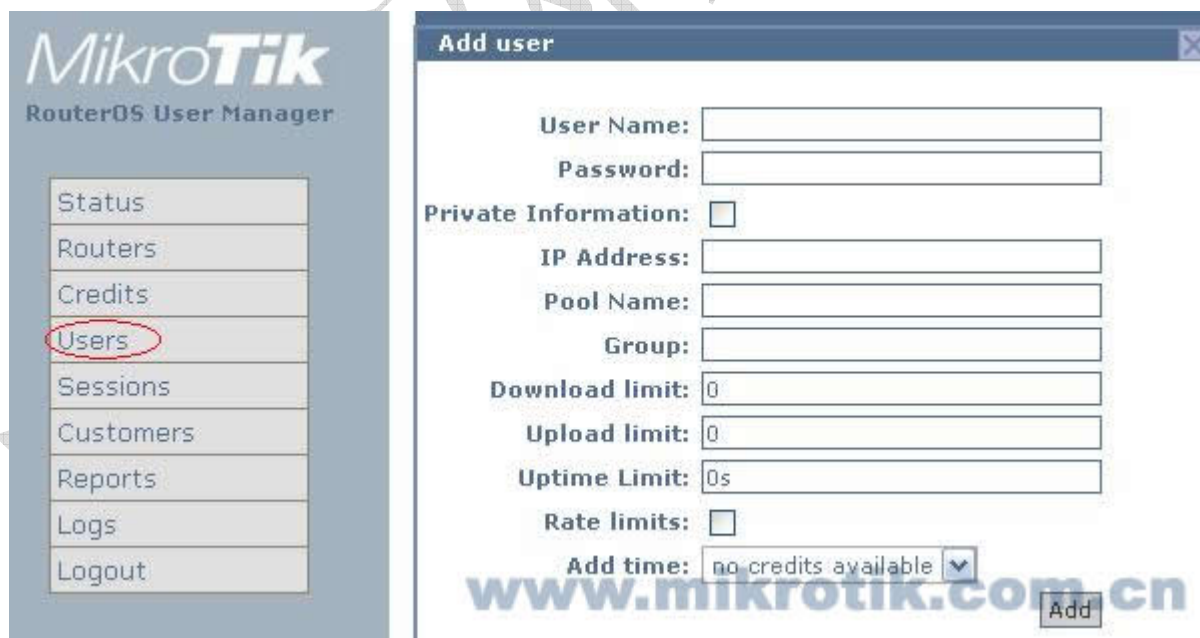 MikroTik
RouterOS User Manager
Status
Routers
Credits
Users
Sessions
Customers
Reports
Logs
Logout
Add user
User Name:
Password:
Private Information:
IP Address:
Pool Name:
Group:
Download limit: 0
Upload limit: 0
Uptime Limit: 0s
Rate limits:
Add time: no credits available
www.mikrotik.com.cn
Add